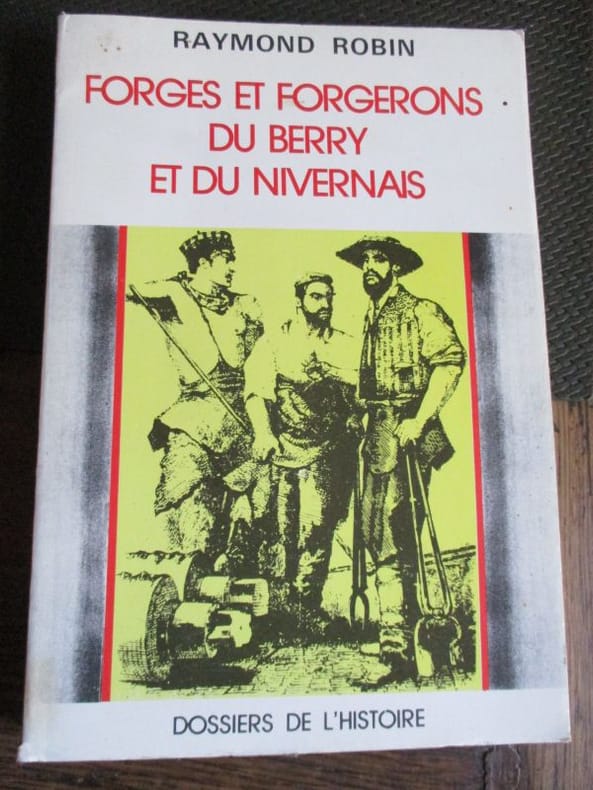 RAYMOND ROBIN
FORGES ET FORGERONS
DU BERRY
ET DU NIVERNAIS
DOSSIERS DE L'HISTOIRE